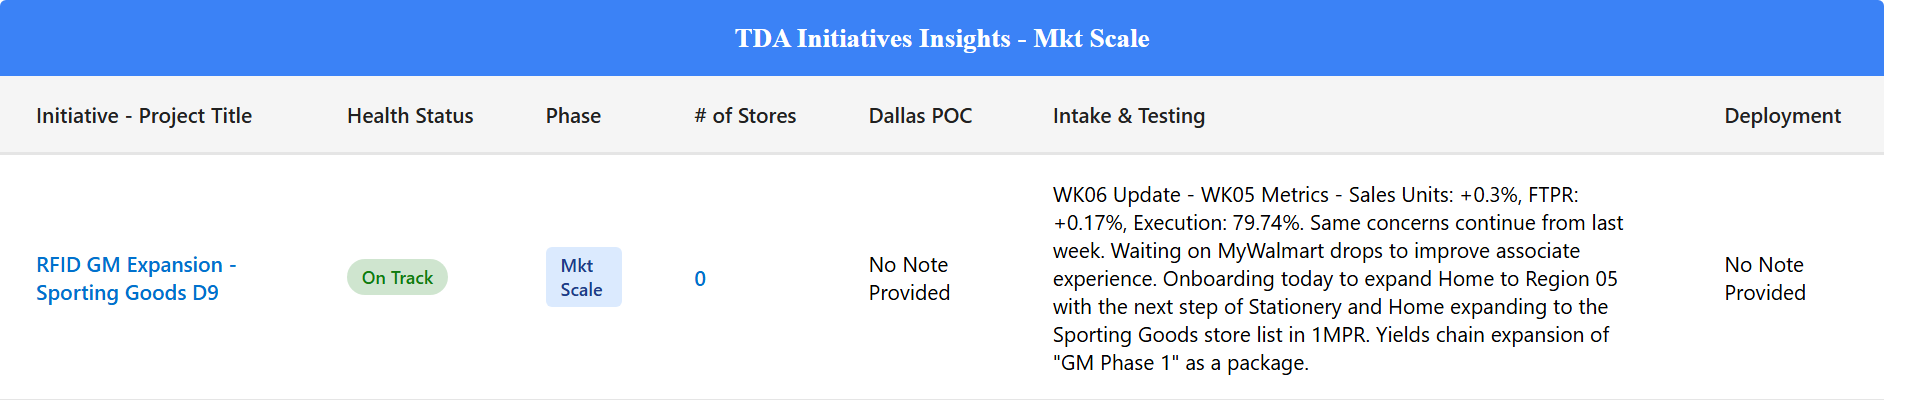 TDA Initiatives Insights - Mkt Scale
Initiative - Project Title
Health Status
Phase
# of Stores
Dallas POC
Intake & Testing
Deployment
RFID GM Expansion -
Sporting Goods D9
On Track
Mkt
Scale
0
No Note
Provided
WK06 Update - WK05 Metrics - Sales Units: +0.3%, FTPR:
+0.17%, Execution: 79.74%. Same concerns continue from last
week. Waiting on MyWalmart drops to improve associate
experience. Onboarding today to expand Home to Region 05
with the next step of Stationery and Home expanding to the
Sporting Goods store list in 1MPR. Yields chain expansion of
"GM Phase 1" as a package.
No Note
Provided